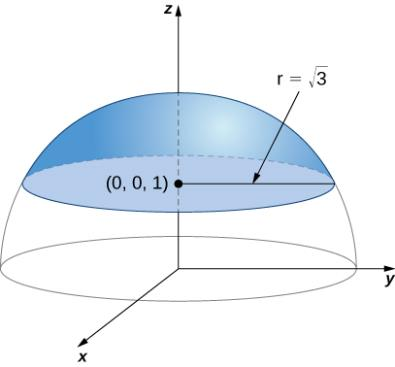 z
r = √3
(0, 0, 1)
y
x